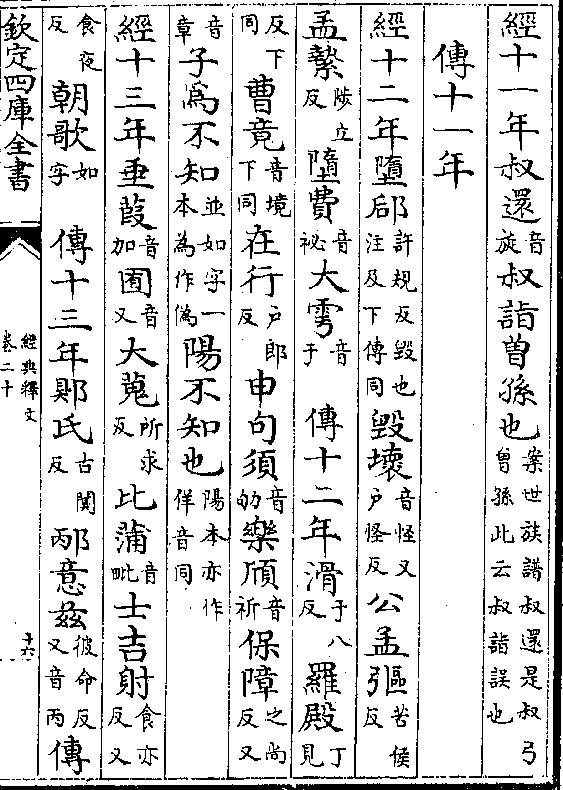 經十一年叔還音旋叔詣曽孫也案世族譜叔還是叔弓曽孫此云叔詣誤也
傳十一年
經十二年墮郈許規反毀也注及下傳同毀壞音怪又戶怪反公孟彄苦侯反
孟縶陟立反墮費音祕大雩音于傳十二年滑于八反羅殿丁見
反下同曹竟音境下同在行戶郎反申句須音劬樂頎音祈保障之尚反又
音章子爲不知並如字一本為作偽陽不知也陽本亦作佯音同
經十三年垂葭音加囿音又大蒐所求反比蒲音毗士吉射食亦反又
食夜反朝歌如字傳十三年郹氏古闃反邴意茲彼命反又音丙傳
欽定四庫全書
經典釋文
卷二十
十六